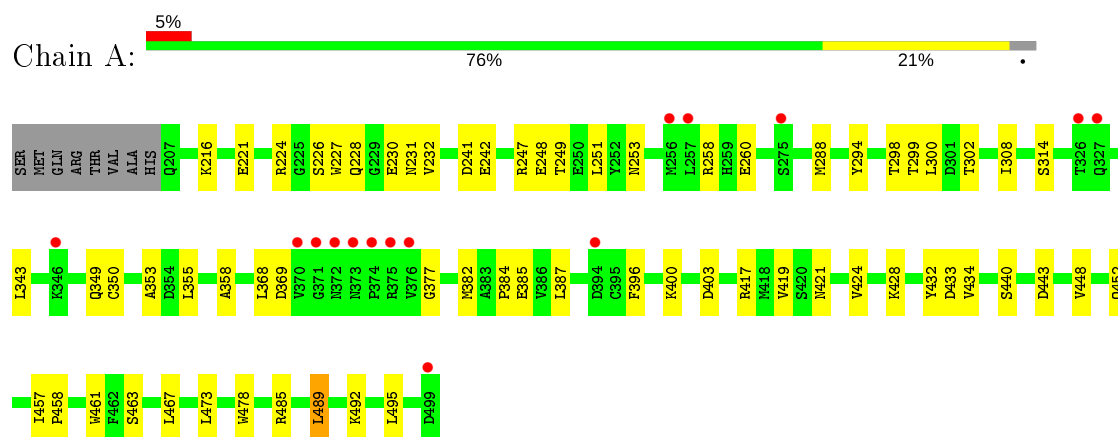 5%
Chain A:
76% 21% •
SER MET GLN ARG THR VAL ALA HIS Q207 K216 E221 R224 G225 S226 W227 Q228 G229 E230 N231 V232 D241 E242 R247 E248 T249 E250 L251 Y252 N253 M256 L257 R258 H259 E260 S275 M288 Y294 T298 T299 L300 D301 T302 I308 S314 T326 Q327
L343 K346 Q349 C350 A353 D354 L355 A358 L368 D369 V370 G371 N372 N373 P374 R375 V376 G377 M382 A383 P384 E385 V386 L387 D394 C395 F396 K400 D403 R417 M418 V419 S420 N421 V424 K428 Y432 D433 V434 S440 D443 V448
I457 P458 W461 F462 S463 L467 L473 W478 R485 L489 K492 L495 D499